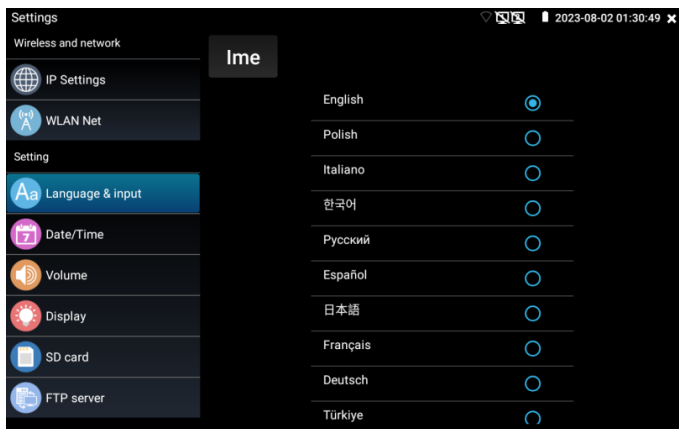 Settings
2023-08-02 01:30:49
Wireless and network
IP Settings
WLAN Net
Setting
Aa Language & input
7 Date/Time
Volume
Display
SD card
FTP server
Ime
English
Polish
Italiano
한국어
Русский
Español
日本語
Français
Deutsch
Türkiye